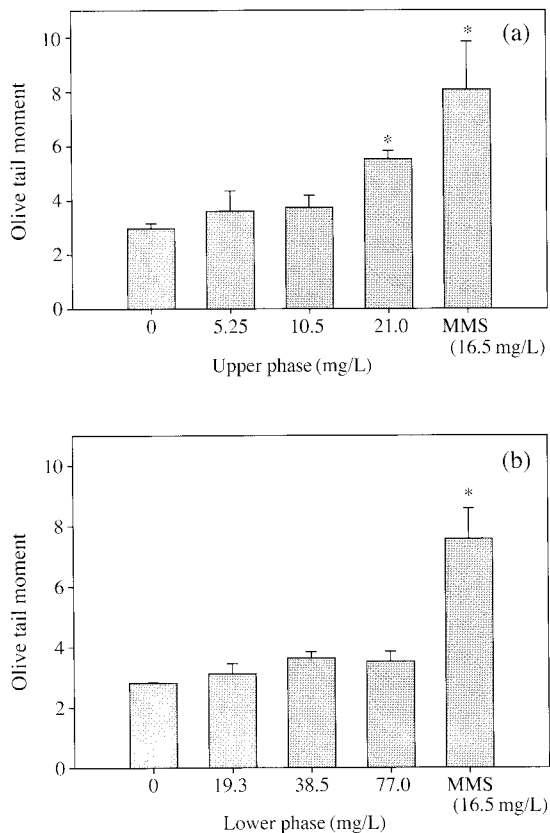 (a)
Olive tail moment
10
8
6
4
2
0
*
*
0 5.25 10.5 21.0 MMS
(16.5 mg/L)
Upper phase (mg/L)
(b)
Olive tail moment
10
8
6
4
2
0
*
0 19.3 38.5 77.0 MMS
(16.5 mg/L)
Lower phase (mg/L)